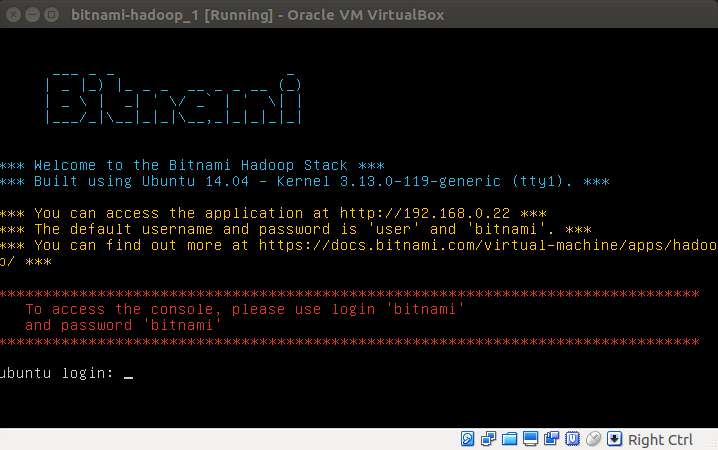 bitnami-hadoop_1 [Running] - Oracle VM VirtualBox
Bitnami
*** Welcome to the Bitnami Hadoop Stack ***
*** Built using Ubuntu 14.04 - Kernel 3.13.0-119-generic (tty1). ***
*** You can access the application at http://192.168.0.22 ***
*** The default username and password is 'user' and 'bitnami'. ***
*** You can find out more at https://docs.bitnami.com/virtual-machine/apps/hadoo
p/ ***
********************************************************************************
To access the console, please use login 'bitnami'
and password 'bitnami'
********************************************************************************
ubuntu login: _
Right Ctrl